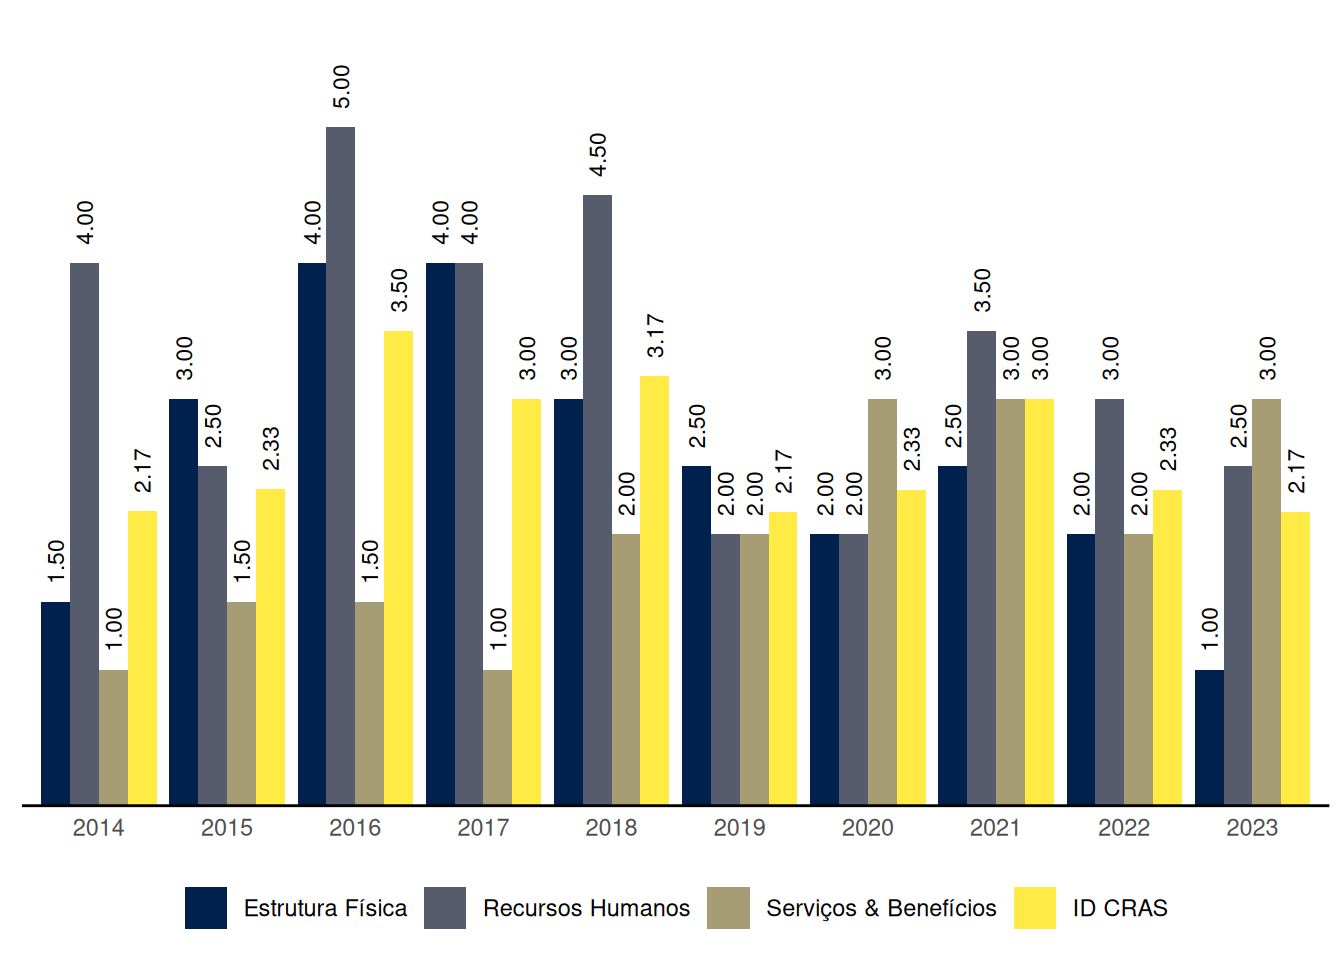 1.50 4.00 1.00 2.17 3.00 2.50 1.50 2.33 4.00 5.00 1.50 3.50 4.00 4.00 1.00 3.00 3.00 4.50 2.00 3.17 2.50 2.00 2.00 2.17 2.00 2.00 3.00 2.33 2.50 3.50 3.00 3.00 2.00 3.00 2.00 2.33 1.00 2.50 3.00 2.17
2014 2015 2016 2017 2018 2019 2020 2021 2022 2023
Estrutura Física Recursos Humanos Serviços & Benefícios ID CRAS